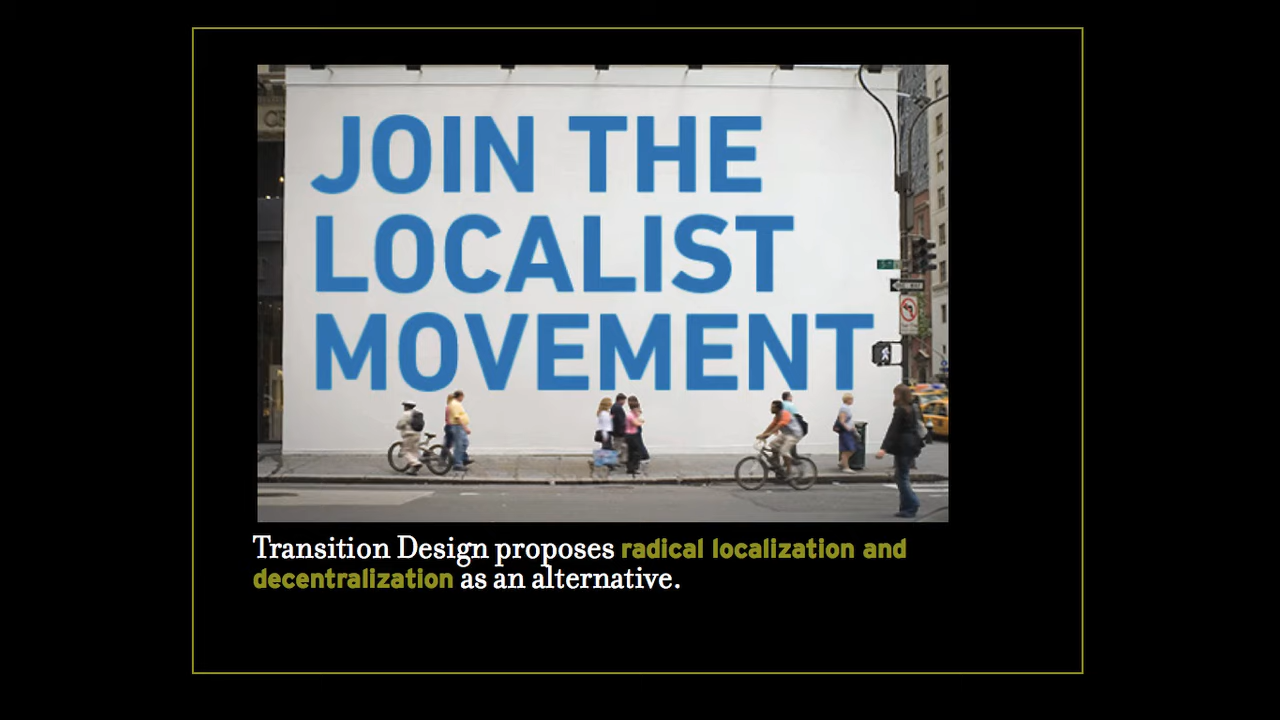 JOIN THE
LOCALIST
MOVEMENT
Transition Design proposes radical localization and
decentralization as an alternative.